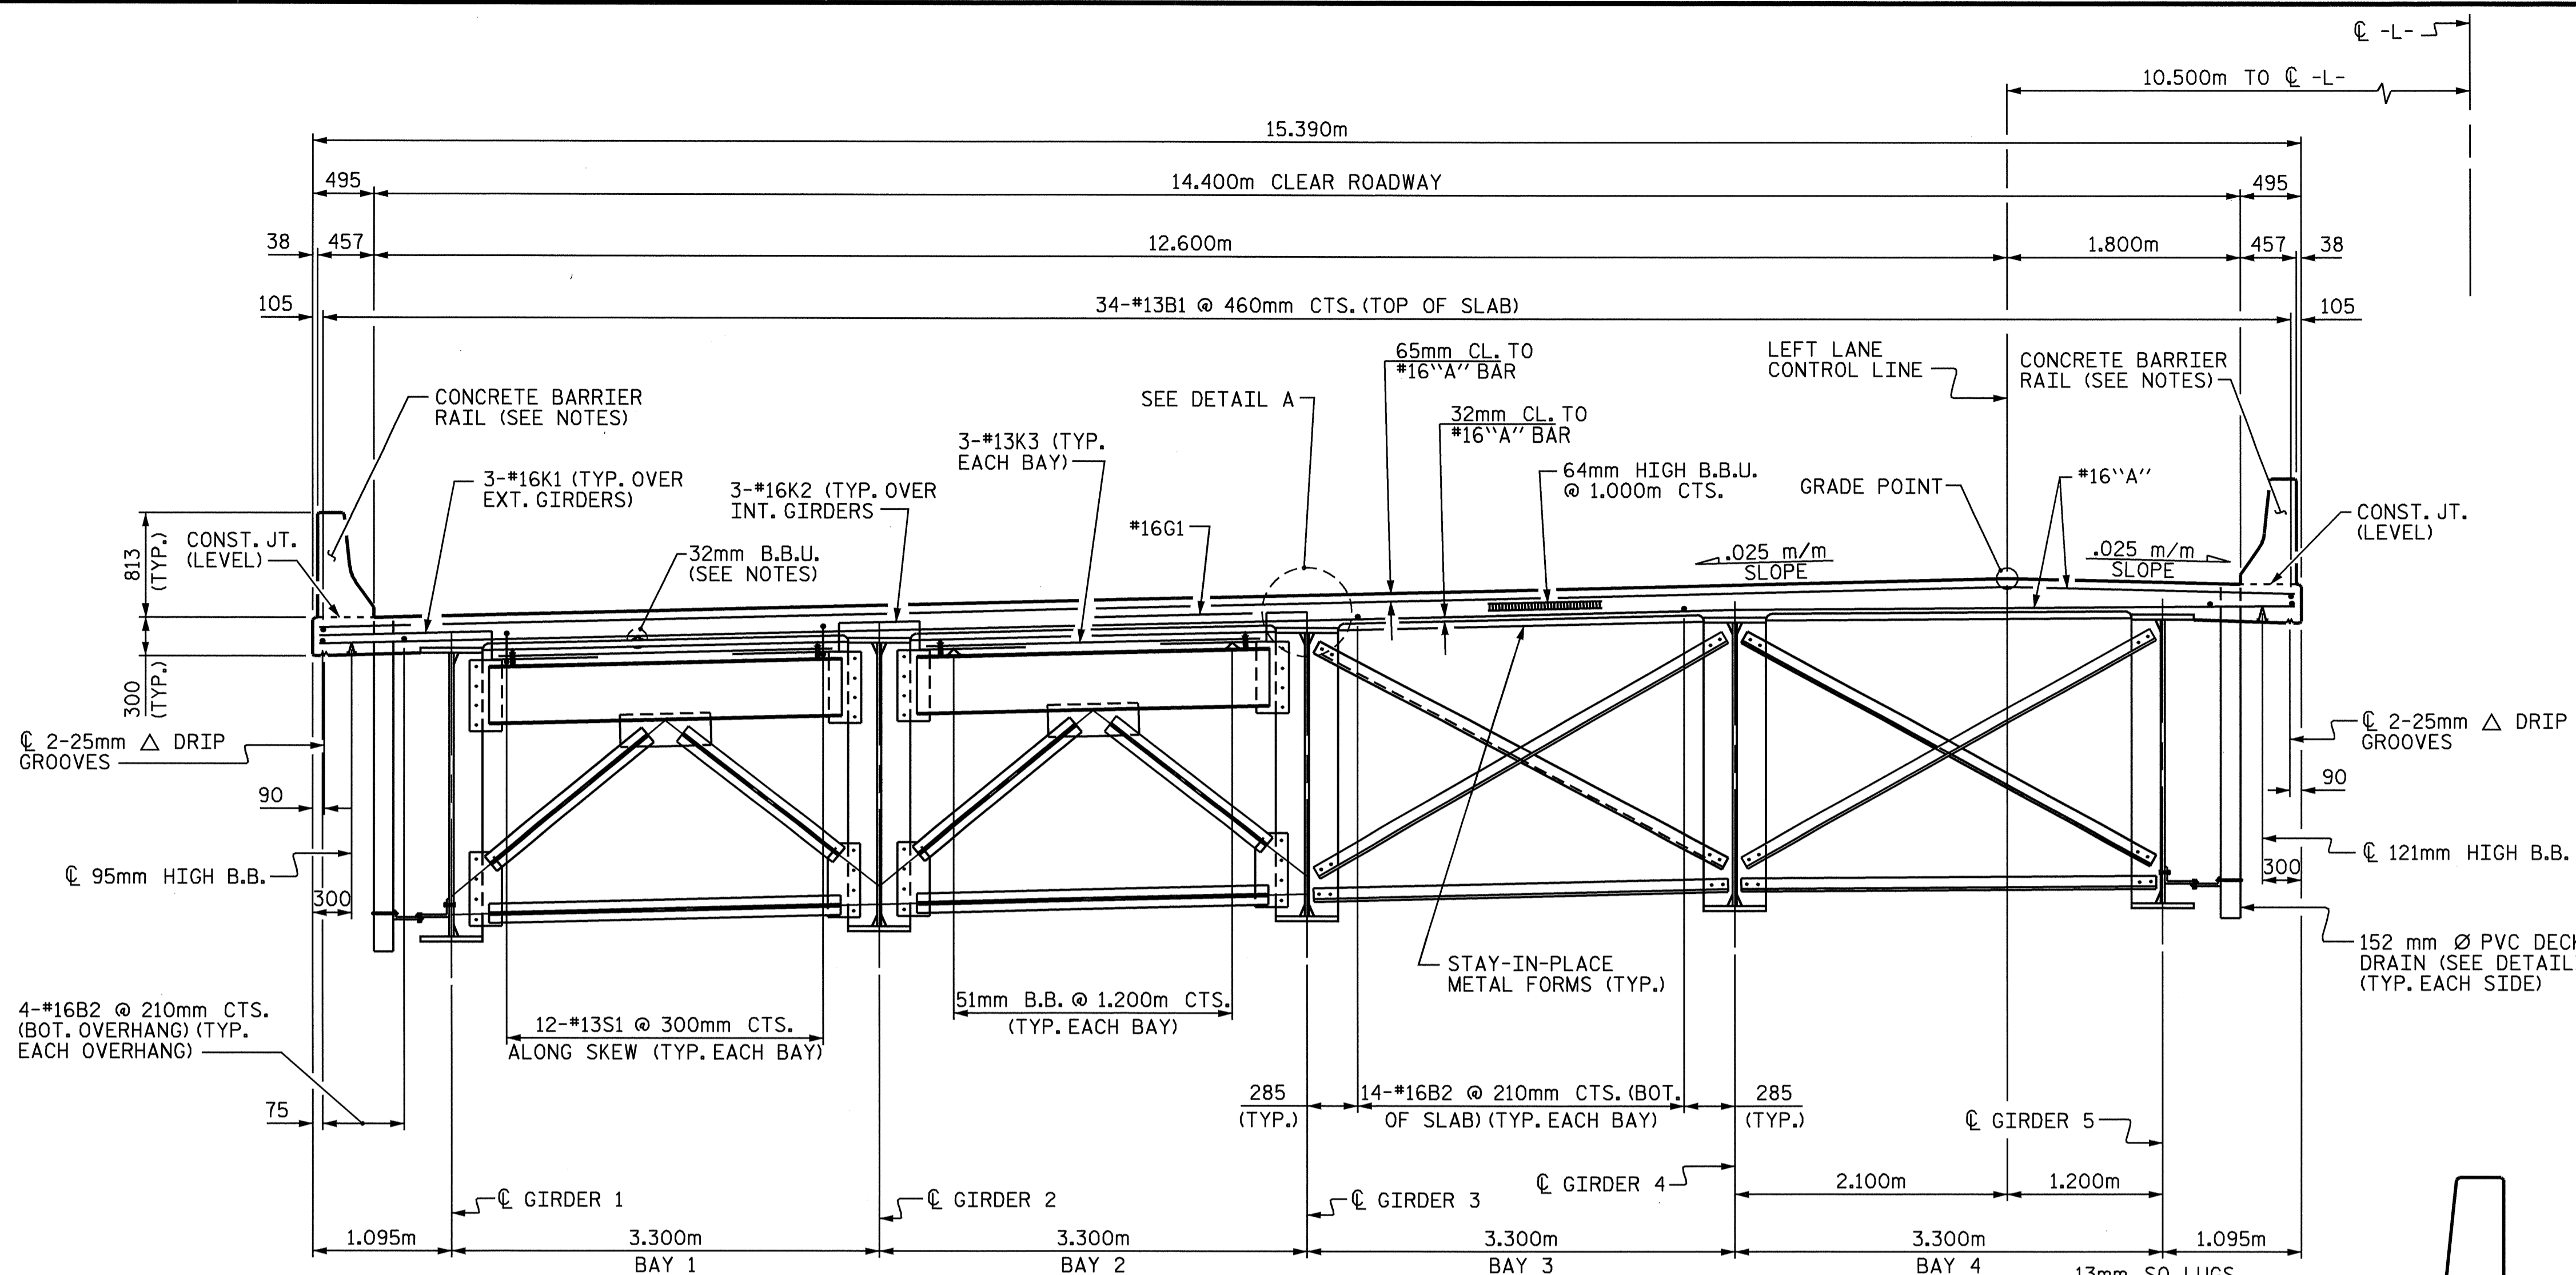 ℄ -L-
10.500m TO ℄ -L-
15.390m
495
14.400m CLEAR ROADWAY
495
38
457
12.600m
1.800m
457
38
105
34-#13B1 @ 460mm CTS. (TOP OF SLAB)
105
CONCRETE BARRIER
RAIL (SEE NOTES)
SEE DETAIL A
65mm CL. TO
#16"A" BAR
32mm CL. TO
#16"A" BAR
LEFT LANE
CONTROL LINE
CONCRETE BARRIER
RAIL (SEE NOTES)
3-#16K1 (TYP. OVER
EXT. GIRDERS)
3-#16K2 (TYP. OVER
INT. GIRDERS
3-#13K3 (TYP.
EACH BAY)
64mm HIGH B.B.U.
@ 1.000m CTS.
GRADE POINT
#16"A"
813
(TYP.)
CONST. JT.
(LEVEL)
32mm B.B.U.
(SEE NOTES)
#16G1
.025 m/m
SLOPE
.025 m/m
SLOPE
CONST. JT.
(LEVEL)
300
(TYP.)
℄ 2-25mm △ DRIP
GROOVES
℄ 2-25mm △ DRIP
GROOVES
90
90
℄ 95mm HIGH B.B.
300
℄ 121mm HIGH B.B.
300
152 mm Ø PVC DECK
DRAIN (SEE DETAIL
(TYP. EACH SIDE)
STAY-IN-PLACE
METAL FORMS (TYP.)
4-#16B2 @ 210mm CTS.
(BOT. OVERHANG) (TYP.
EACH OVERHANG)
12-#13S1 @ 300mm CTS.
ALONG SKEW (TYP. EACH BAY)
51mm B.B. @ 1.200m CTS.
(TYP. EACH BAY)
75
285
(TYP.)
14-#16B2 @ 210mm CTS. (BOT.
OF SLAB) (TYP. EACH BAY)
285
(TYP.)
℄ GIRDER 5
℄ GIRDER 1
℄ GIRDER 2
℄ GIRDER 3
℄ GIRDER 4
2.100m
1.200m
1.095m
3.300m
BAY 1
3.300m
BAY 2
3.300m
BAY 3
3.300m
BAY 4
1.095m
13mm SQ LUGS